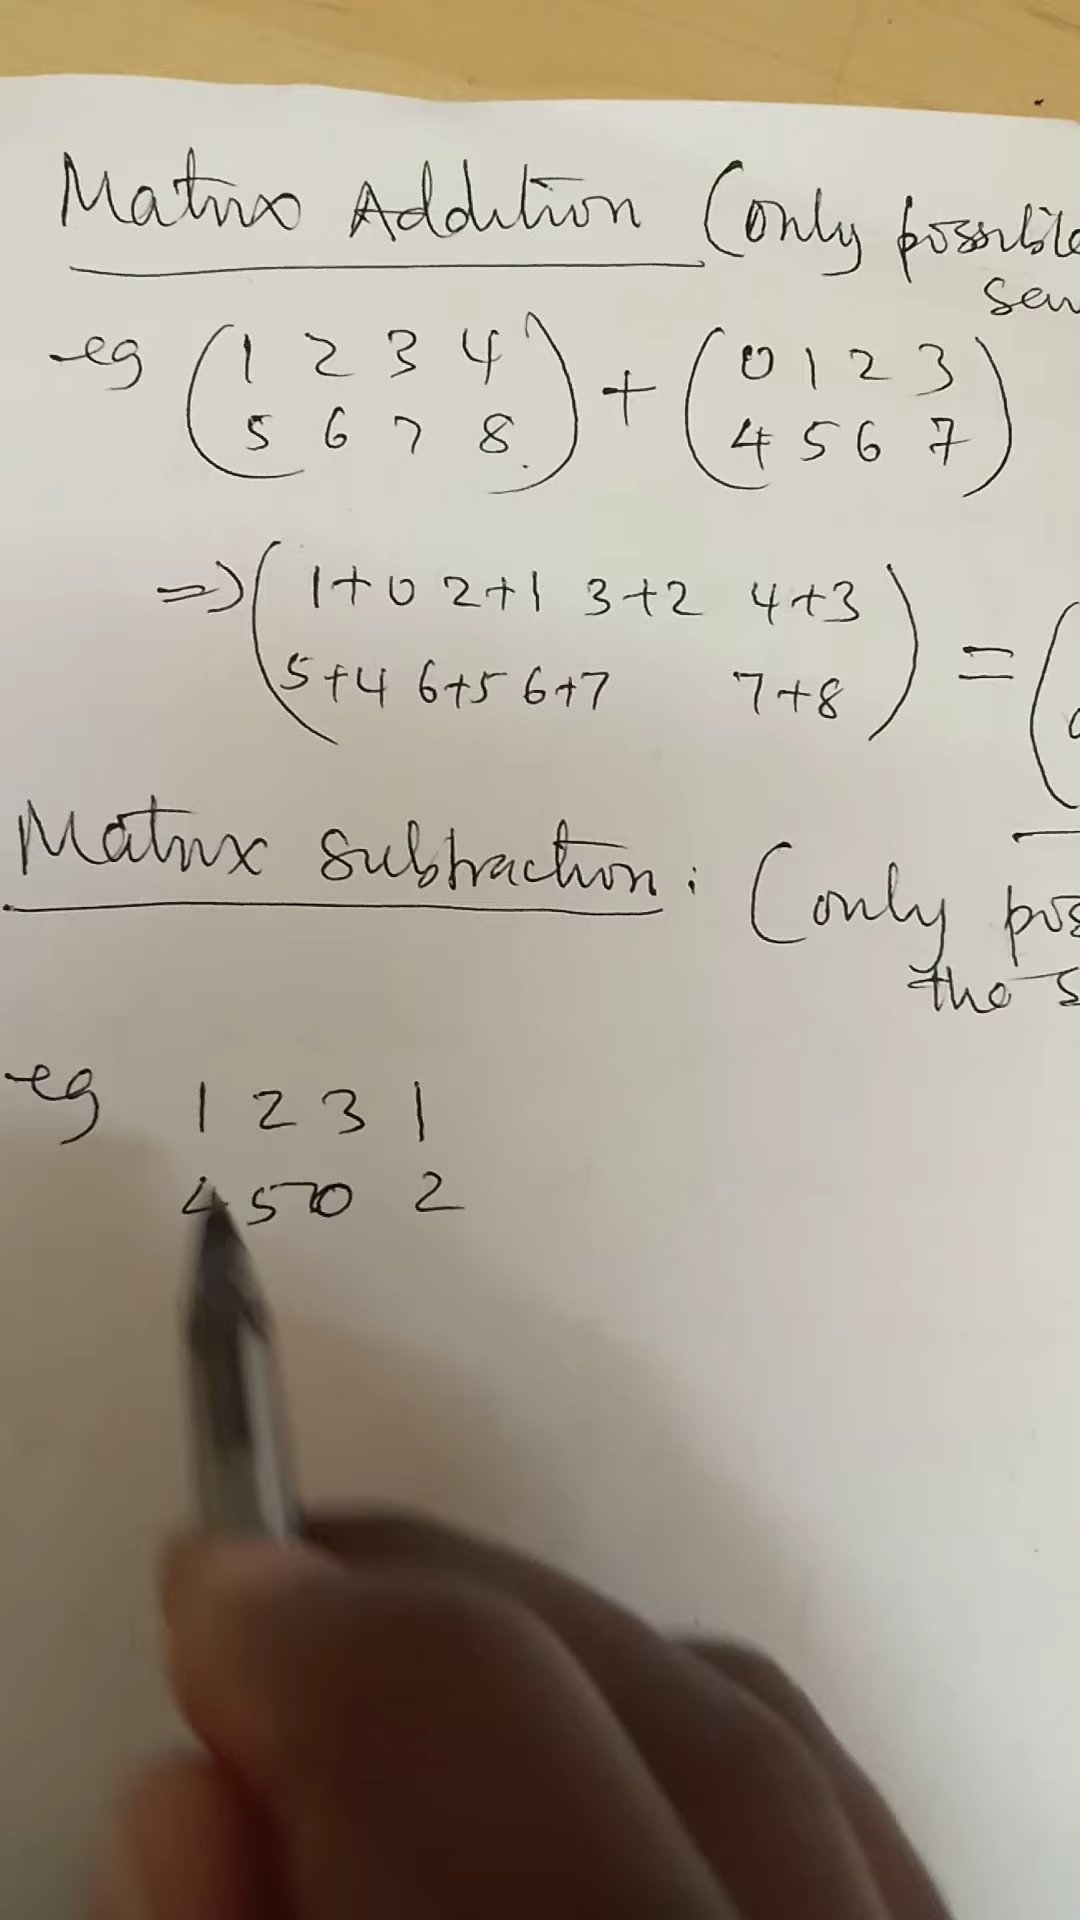 Matrix Addition (only possible
eg (1 2 3 4) + (0 1 2 3)
(5 6 7 8) (4 5 6 7)
=> (1+0 2+1 3+2 4+3) = (
(5+4 6+5 6+7 7+8)
Matrix Subtraction: (only
the
eg 1 2 3 1
4 5 0 2